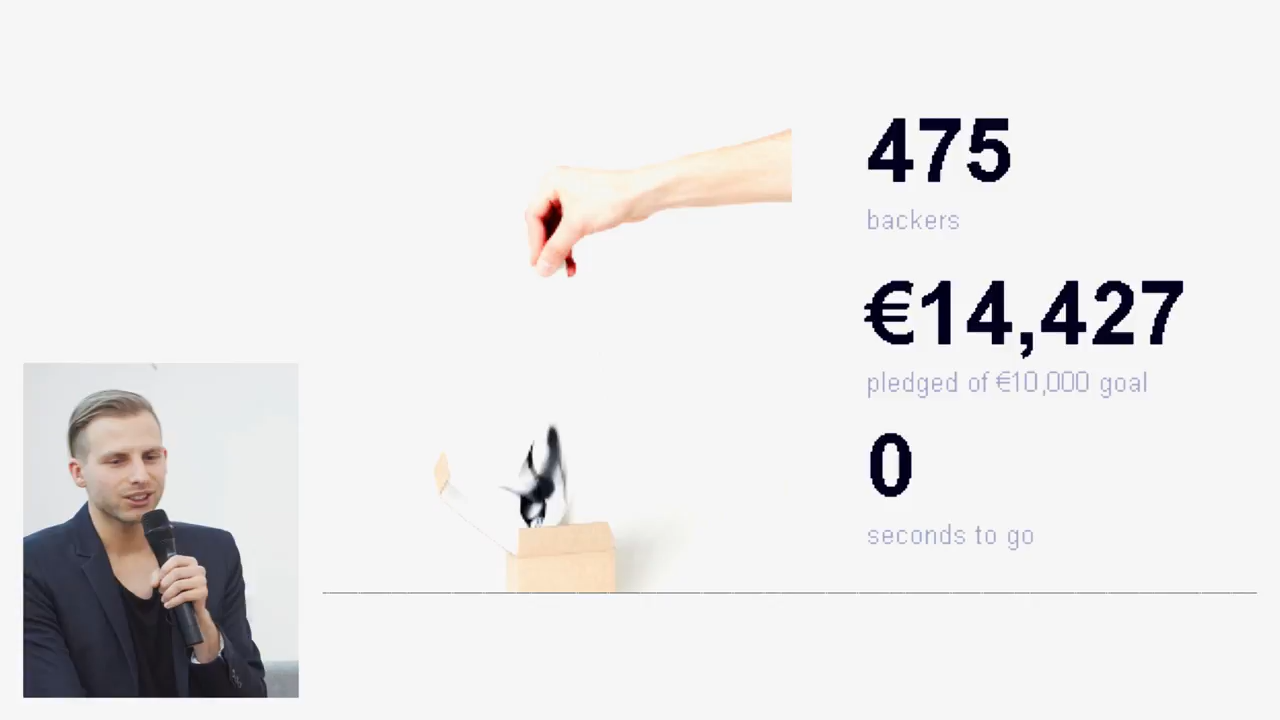 475
backers
€14,427
pledged of €10,000 goal
0
seconds to go